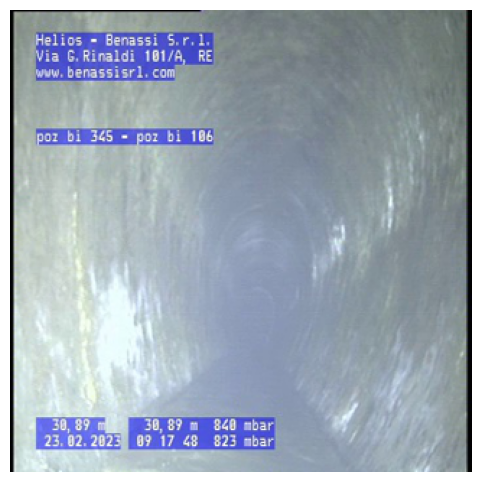 Helios - Benassi S.r.l.
Via G.Rinaldi 101/A, RE
www.benassisrl.com
poz bi 345 - poz bi 106
30,89 m 30,89 m 840 mbar
23.02.2023 09 17 48 823 mbar